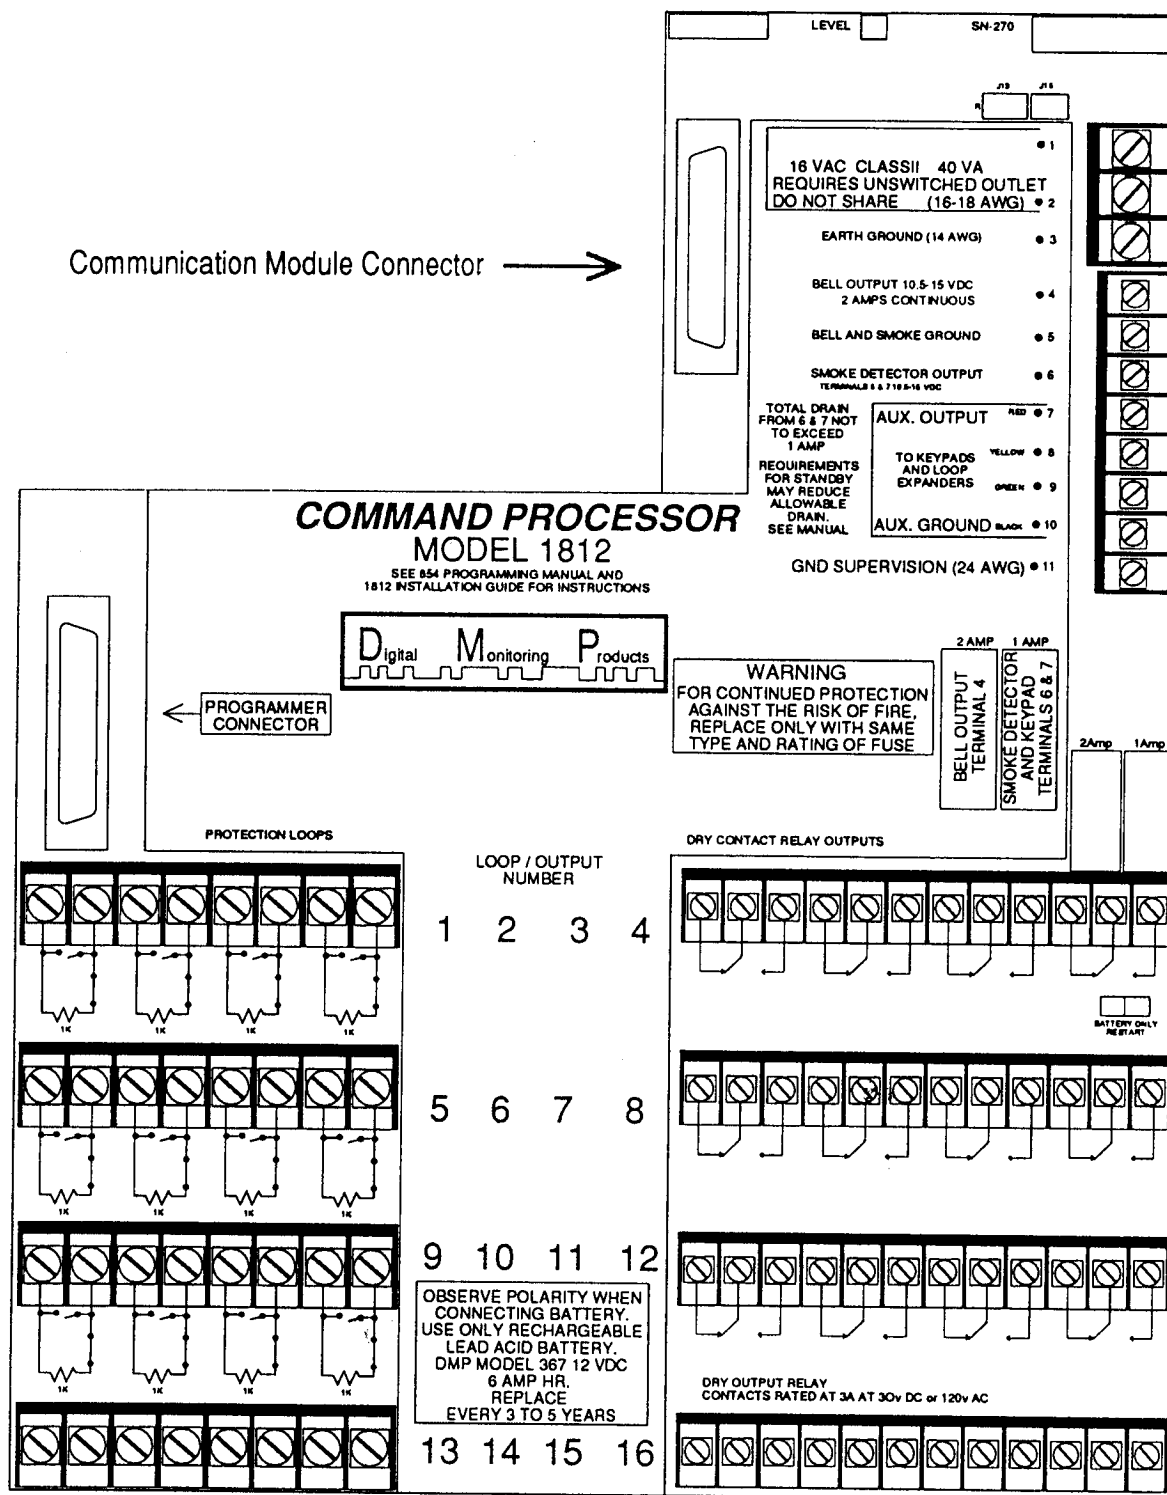 LEVEL
SN-270
J13
J16
R
1
16 VAC CLASSII 40 VA
REQUIRES UNSWITCHED OUTLET
DO NOT SHARE (16-18 AWG) 2
EARTH GROUND (14 AWG) 3
Communication Module Connector
BELL OUTPUT 10.5-15 VDC
2 AMPS CONTINUOUS
4
BELL AND SMOKE GROUND 5
SMOKE DETECTOR OUTPUT 6
TOTAL DRAIN
FROM 6 & 7 NOT
TO EXCEED
1 AMP
REQUIREMENTS
FOR STANDBY
MAY REDUCE
ALLOWABLE
DRAIN.
SEE MANUAL
AUX. OUTPUT RED 7
YELLOW 8
TO KEYPADS
AND LOOP
EXPANDERS
GREEN 9
AUX. GROUND BLACK 10
GND SUPERVISION (24 AWG) 11
COMMAND PROCESSOR
MODEL 1812
SEE 854 PROGRAMMING MANUAL AND
1812 INSTALLATION GUIDE FOR INSTRUCTIONS
Digital Monitoring Products
PROGRAMMER
CONNECTOR
WARNING
FOR CONTINUED PROTECTION
AGAINST THE RISK OF FIRE,
REPLACE ONLY WITH SAME
TYPE AND RATING OF FUSE
2 AMP
1 AMP
BELL OUTPUT
TERMINAL 4
SMOKE DETECTOR
AND KEYPAD
TERMINALS 6 & 7
2Amp
1Amp
PROTECTION LOOPS
DRY CONTACT RELAY OUTPUTS
LOOP / OUTPUT
NUMBER
1 2 3 4
1K 1K 1K 1K
BATTERY ONLY
RESTART
5 6 7 8
1K 1K 1K 1K
9 10 11 12
OBSERVE POLARITY WHEN
CONNECTING BATTERY.
USE ONLY RECHARGEABLE
LEAD ACID BATTERY.
DMP MODEL 367 12 VDC
6 AMP HR.
REPLACE
EVERY 3 TO 5 YEARS
1K 1K 1K 1K
DRY OUTPUT RELAY
CONTACTS RATED AT 3A AT 30v DC or 120v AC
13 14 15 16